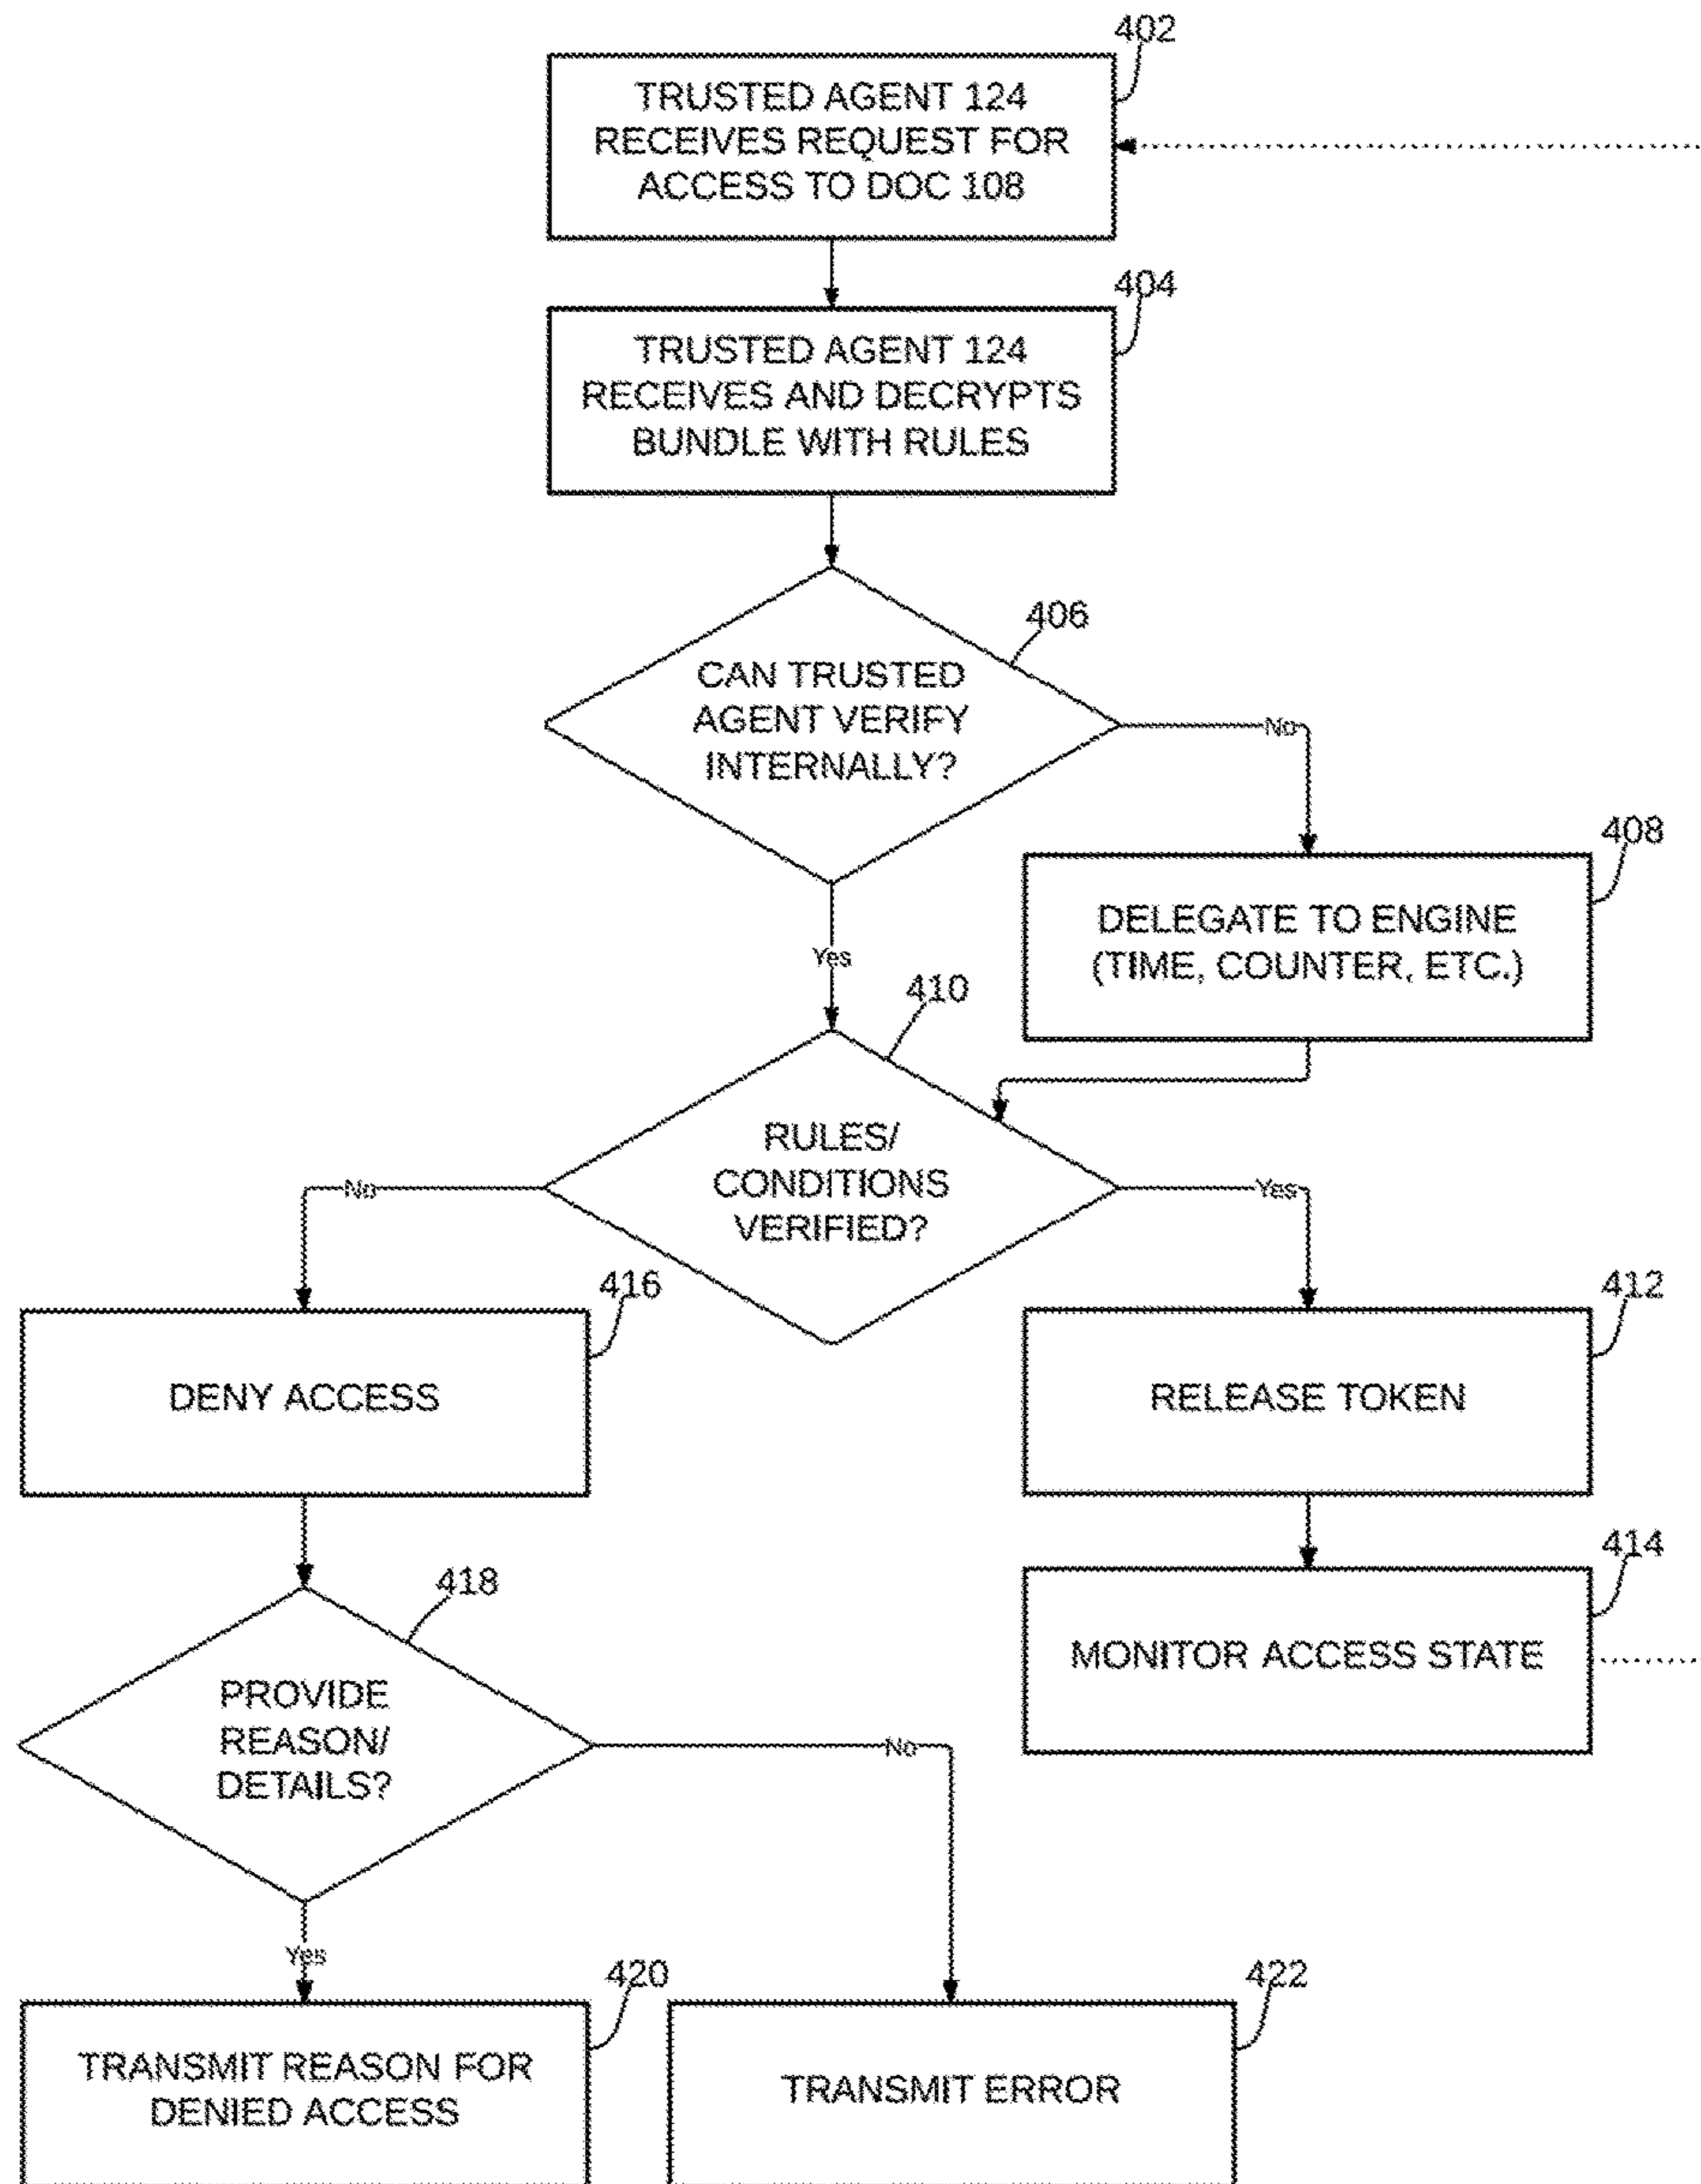 402
TRUSTED AGENT 124
RECEIVES REQUEST FOR
ACCESS TO DOC 108
404
TRUSTED AGENT 124
RECEIVES AND DECRYPTS
BUNDLE WITH RULES
406
CAN TRUSTED
AGENT VERIFY
INTERNALLY?
No
408
DELEGATE TO ENGINE
(TIME, COUNTER, ETC.)
Yes
410
RULES/
CONDITIONS
VERIFIED?
No
Yes
416
DENY ACCESS
412
RELEASE TOKEN
414
MONITOR ACCESS STATE
418
PROVIDE
REASON/
DETAILS?
No
Yes
420
TRANSMIT REASON FOR
DENIED ACCESS
422
TRANSMIT ERROR